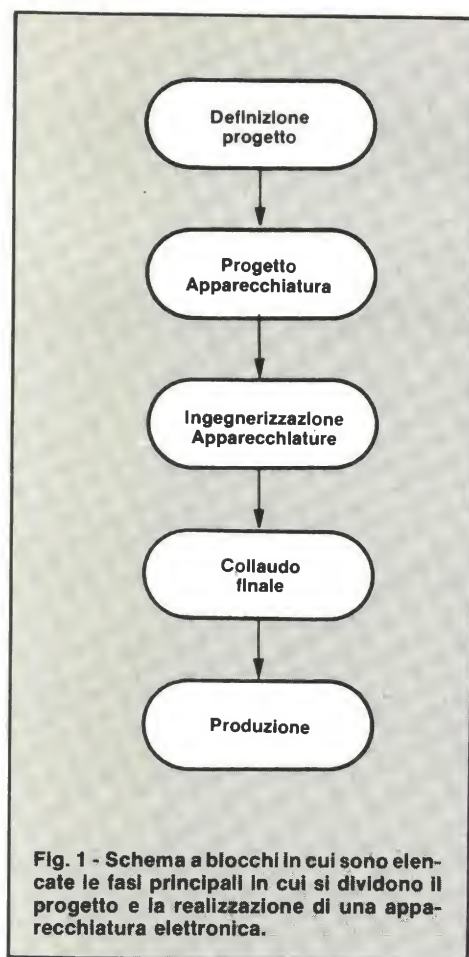 Definizione
progetto
Progetto
Apparecchiatura
Ingegnerizzazione
Apparecchiature
Collaudo
finale
Produzione
Fig. 1 - Schema a blocchi in cui sono elen-
cate le fasi principali in cui si dividono il
progetto e la realizzazione di una appa-
recchiatura elettronica.